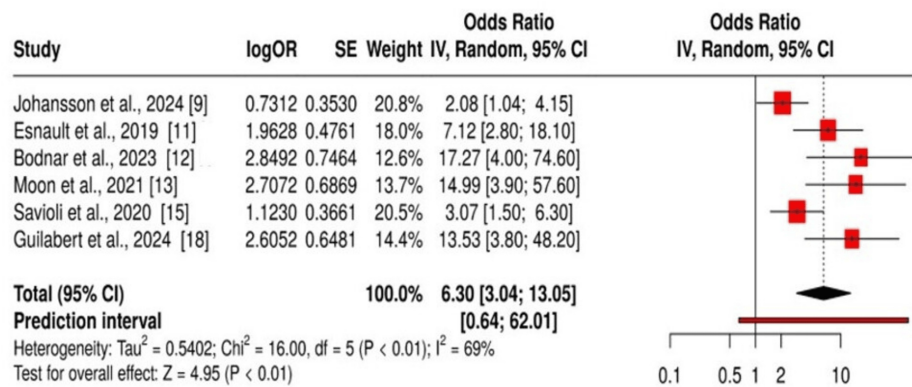 Odds Ratio Odds Ratio
Study logOR SE Weight IV, Random, 95% CI IV, Random, 95% CI
Johansson et al., 2024 [9] 0.7312 0.3530 20.8% 2.08 [1.04; 4.15]
Esnault et al., 2019 [11] 1.9628 0.4761 18.0% 7.12 [2.80; 18.10]
Bodnar et al., 2023 [12] 2.8492 0.7464 12.6% 17.27 [4.00; 74.60]
Moon et al., 2021 [13] 2.7072 0.6869 13.7% 14.99 [3.90; 57.60]
Savioli et al., 2020 [15] 1.1230 0.3661 20.5% 3.07 [1.50; 6.30]
Guilabert et al., 2024 [18] 2.6052 0.6481 14.4% 13.53 [3.80; 48.20]
Total (95% CI) 100.0% 6.30 [3.04; 13.05]
Prediction interval [0.64; 62.01]
Heterogeneity: Tau² = 0.5402; Chi² = 16.00, df = 5 (P < 0.01); I² = 69%
Test for overall effect: Z = 4.95 (P < 0.01)
0.1 0.5 1 2 10